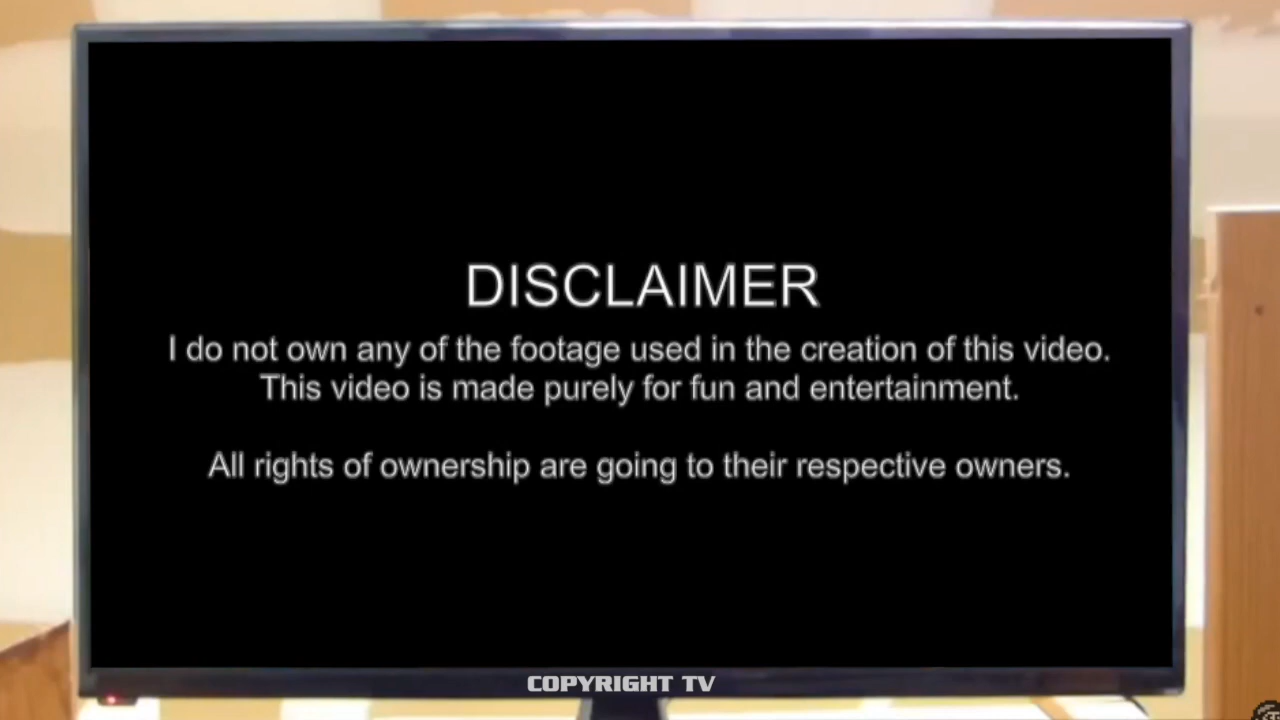 DISCLAIMER
I do not own any of the footage used in the creation of this video.
This video is made purely for fun and entertainment.
All rights of ownership are going to their respective owners.
COPYRIGHT TV